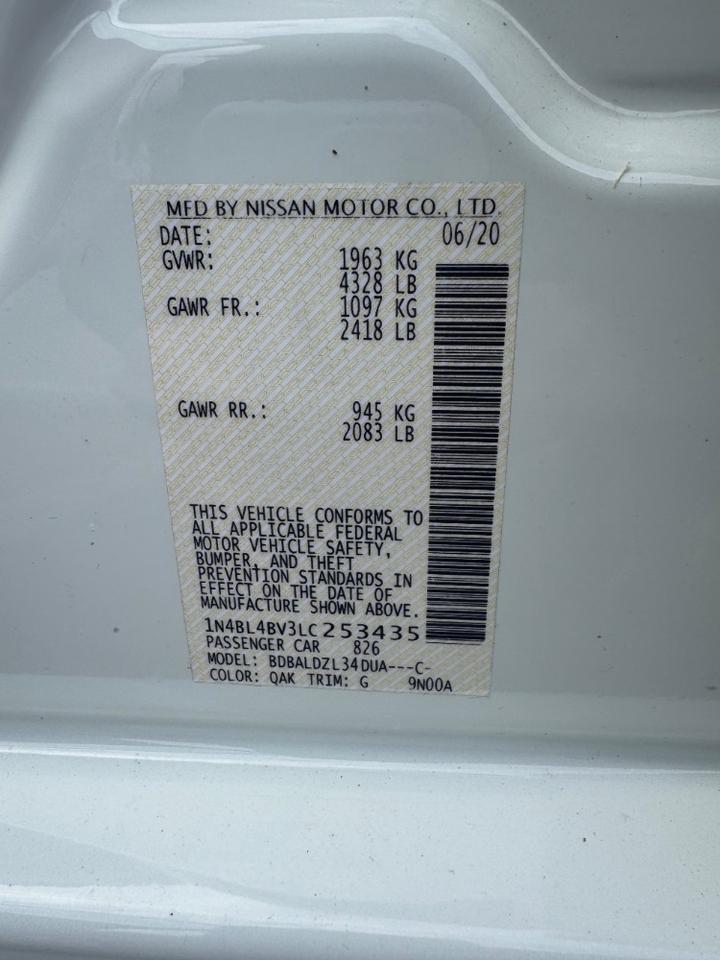 MFD BY NISSAN MOTOR CO., LTD.
DATE: 06/20
GVWR: 1963 KG
4328 LB
GAWR FR.: 1097 KG
2418 LB
GAWR RR.: 945 KG
2083 LB
THIS VEHICLE CONFORMS TO
ALL APPLICABLE FEDERAL
MOTOR VEHICLE SAFETY,
BUMPER, AND THEFT
PREVENTION STANDARDS IN
EFFECT ON THE DATE OF
MANUFACTURE SHOWN ABOVE.
1N4BL4BV3LC253435
PASSENGER CAR 826
MODEL: BDBALDZL34DUA---C-
COLOR: QAK TRIM: G 9N00A